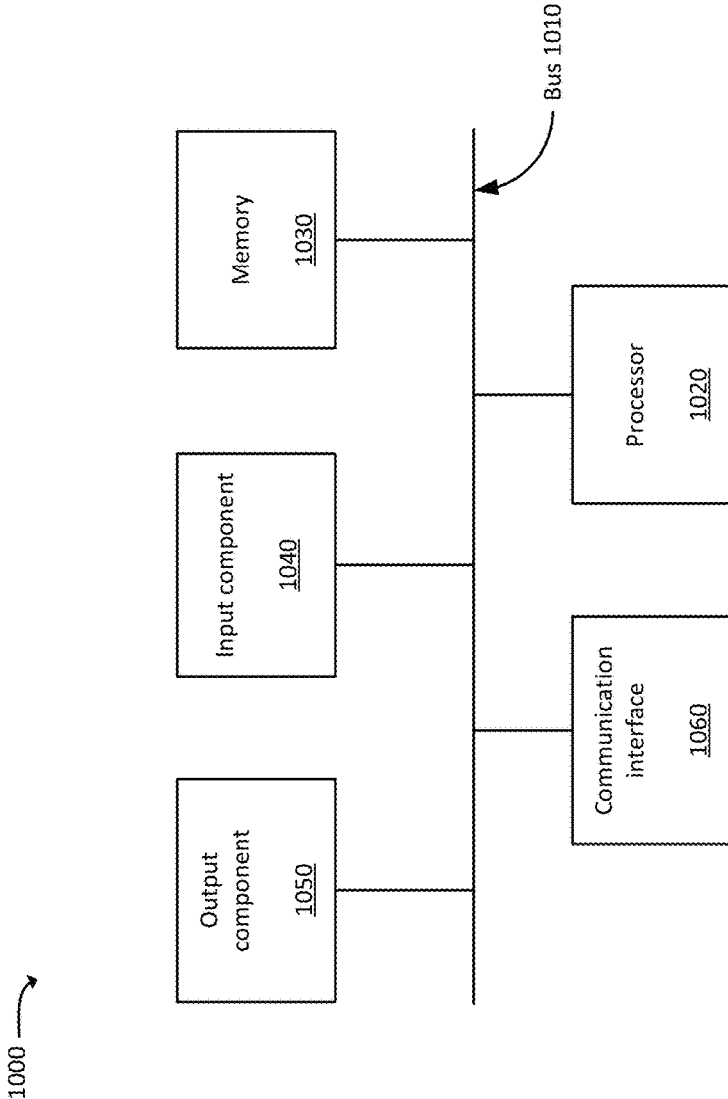 1000
Output
component
1050
Input component
1040
Memory
1030
Bus 1010
Communication
interface
1060
Processor
1020